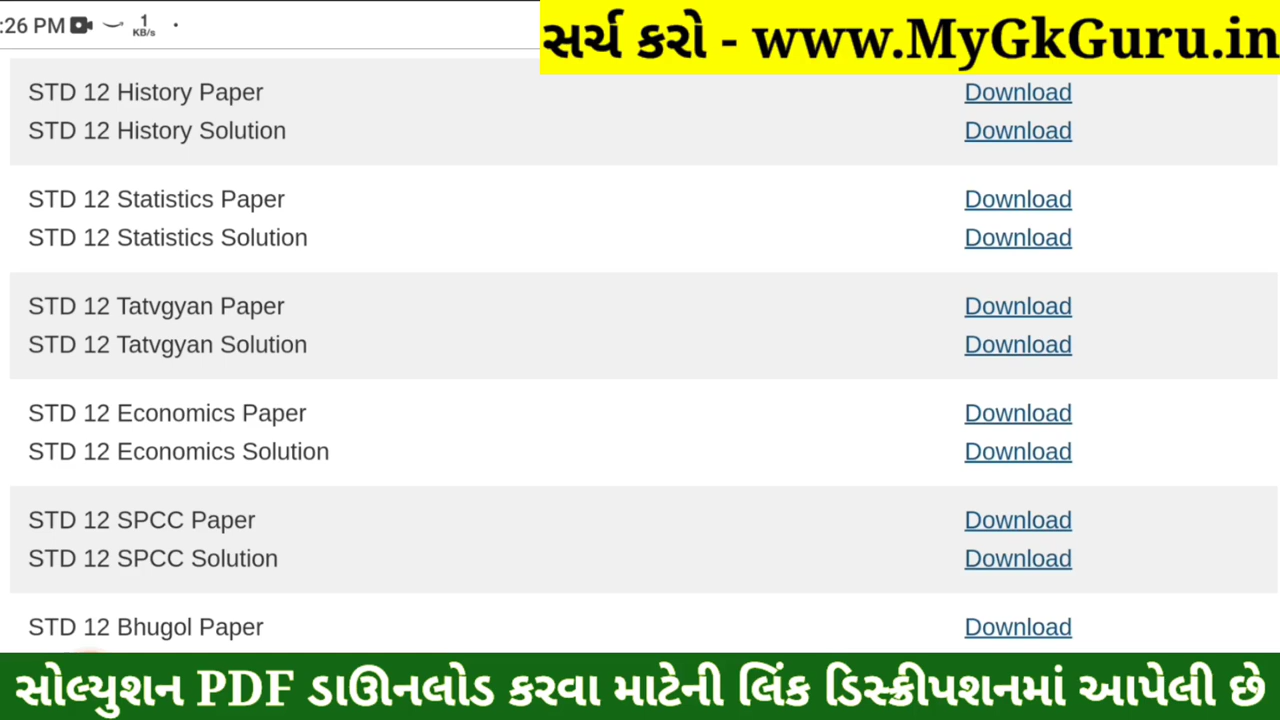 :26 PM 1 KB/s
સર્ચ કરો - www.MyGkGuru.in
STD 12 History Paper Download
STD 12 History Solution Download
STD 12 Statistics Paper Download
STD 12 Statistics Solution Download
STD 12 Tatvgyan Paper Download
STD 12 Tatvgyan Solution Download
STD 12 Economics Paper Download
STD 12 Economics Solution Download
STD 12 SPCC Paper Download
STD 12 SPCC Solution Download
STD 12 Bhugol Paper Download
સોલ્યુશન PDF ડાઊનલોડ કરવા માટેની લિંક ડિસ્ક્રીપશનમાં આપેલી છે